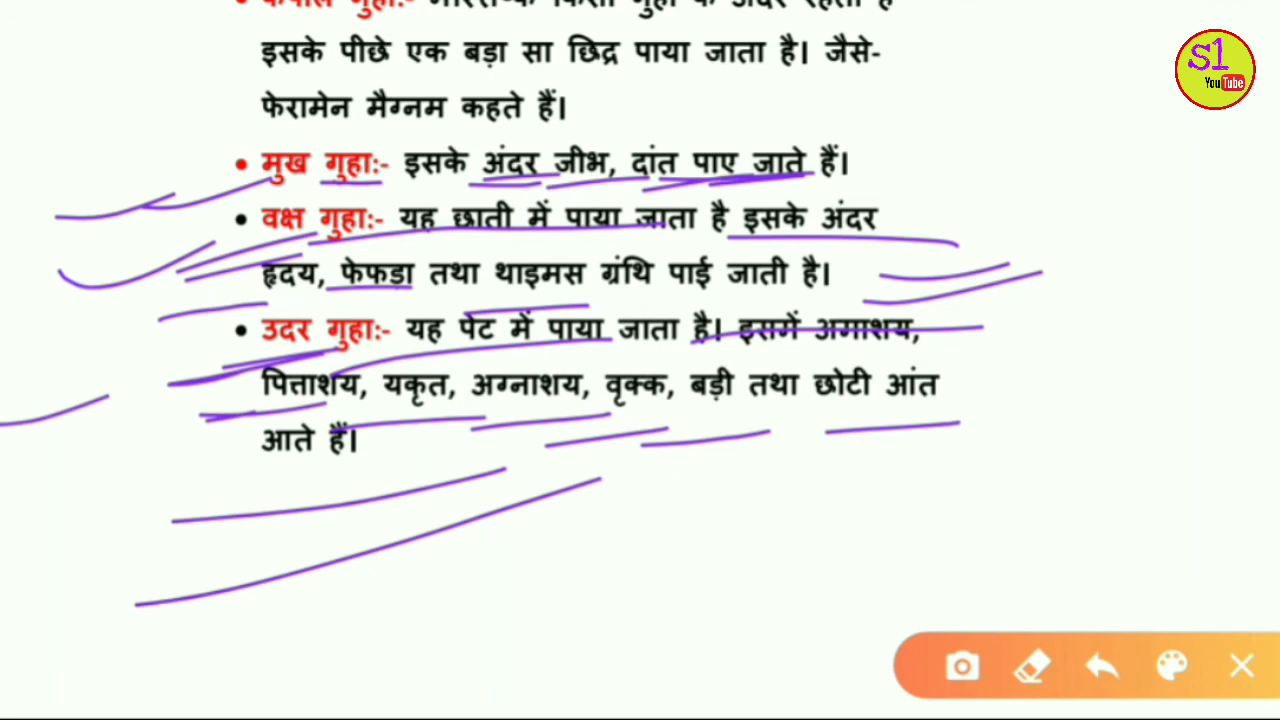 इसके पीछे एक बड़ा सा छिद्र पाया जाता है। जैसे-
फेरामेन मैग्नम कहते हैं।
• मुख गुहा:- इसके अंदर जीभ, दांत पाए जाते हैं।
• वक्ष गुहा:- यह छाती में पाया जाता है इसके अंदर
हृदय, फेफडा तथा थाइमस ग्रंथि पाई जाती है।
• उदर गुहा:- यह पेट में पाया जाता है। इसमें अमाशय,
पित्ताशय, यकृत, अग्नाशय, वृक्क, बड़ी तथा छोटी आंत
आते हैं।
S1
YouTube